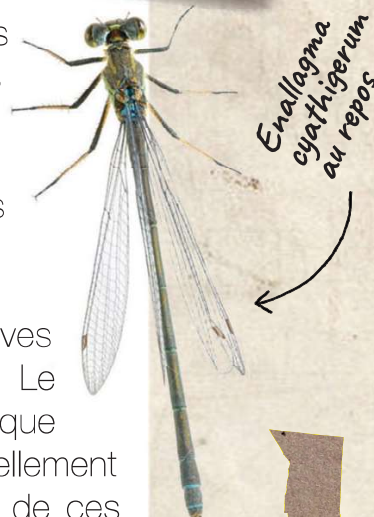 s
s
ves
Le
que
ellement
de ces
Enallagma
cyathigerum
au repos